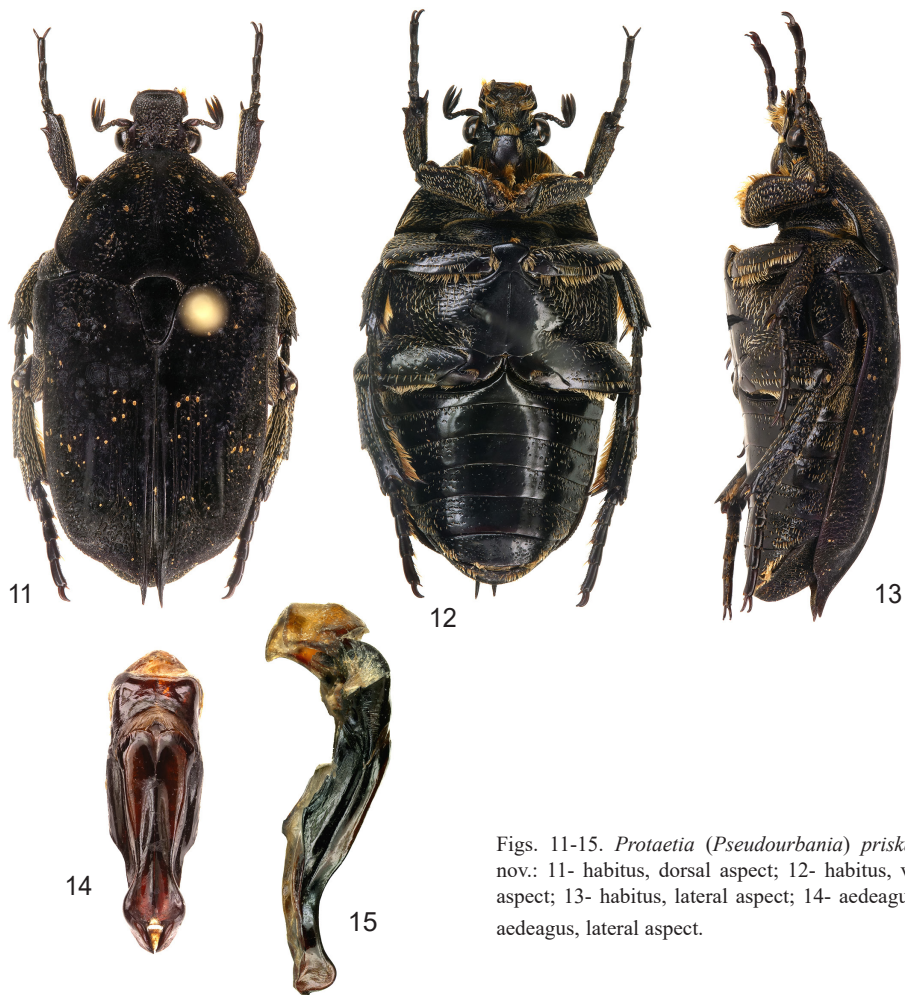 11
12
13
14
15
Figs. 11-15. Protaetia (Pseudourbania)
nov.: 11- habitus, dorsal aspect; 12- habitus,
aspect; 13- habitus, lateral aspect; 14-
aedeagus, lateral aspect.